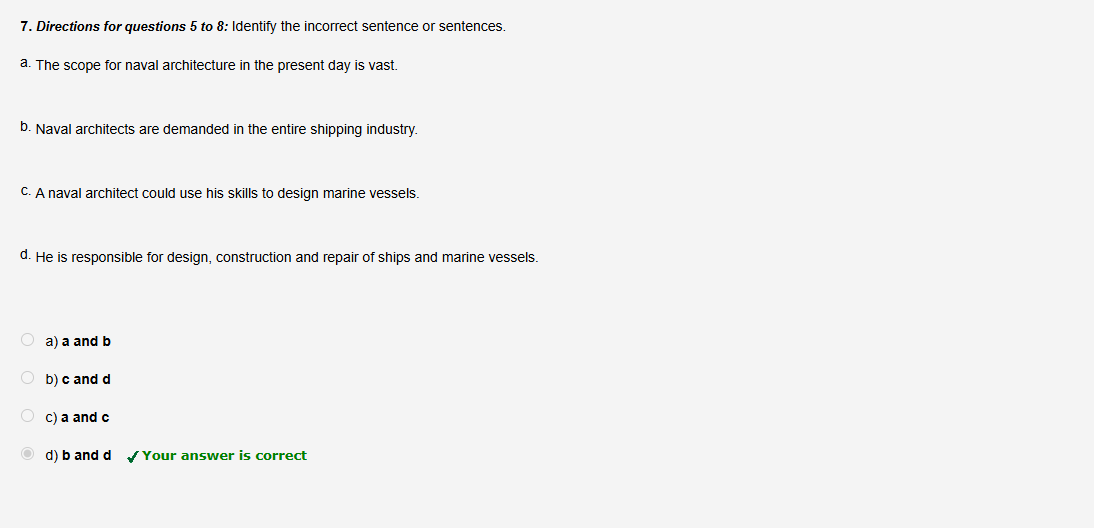 7. Directions for questions 5 to 8: Identify the incorrect sentence or sentences.
a. The scope for naval architecture in the present day is vast.
b. Naval architects are demanded in the entire shipping industry.
c. A naval architect could use his skills to design marine vessels.
d. He is responsible for design, construction and repair of ships and marine vessels.
a) a and b
b) c and d
c) a and c
d) b and d ✓ Your answer is correct